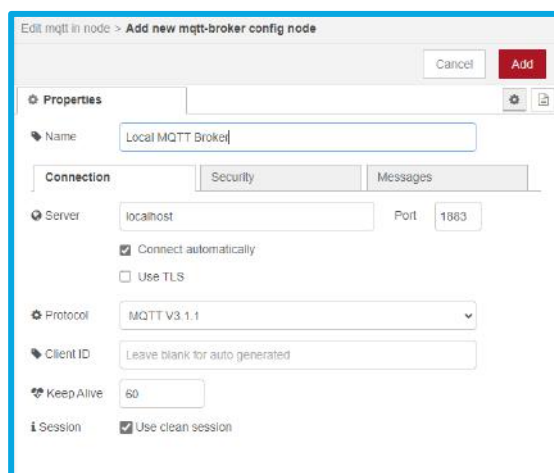 Edit mqtt in node > Add new mqtt-broker config node
Cancel Add
Properties
Name Local MQTT Broker
Connection Security Messages
Server localhost Port 1883
Connect automatically
Use TLS
Protocol MQTT V3.1.1
Client ID Leave blank for auto generated
Keep Alive 60
Session Use clean session